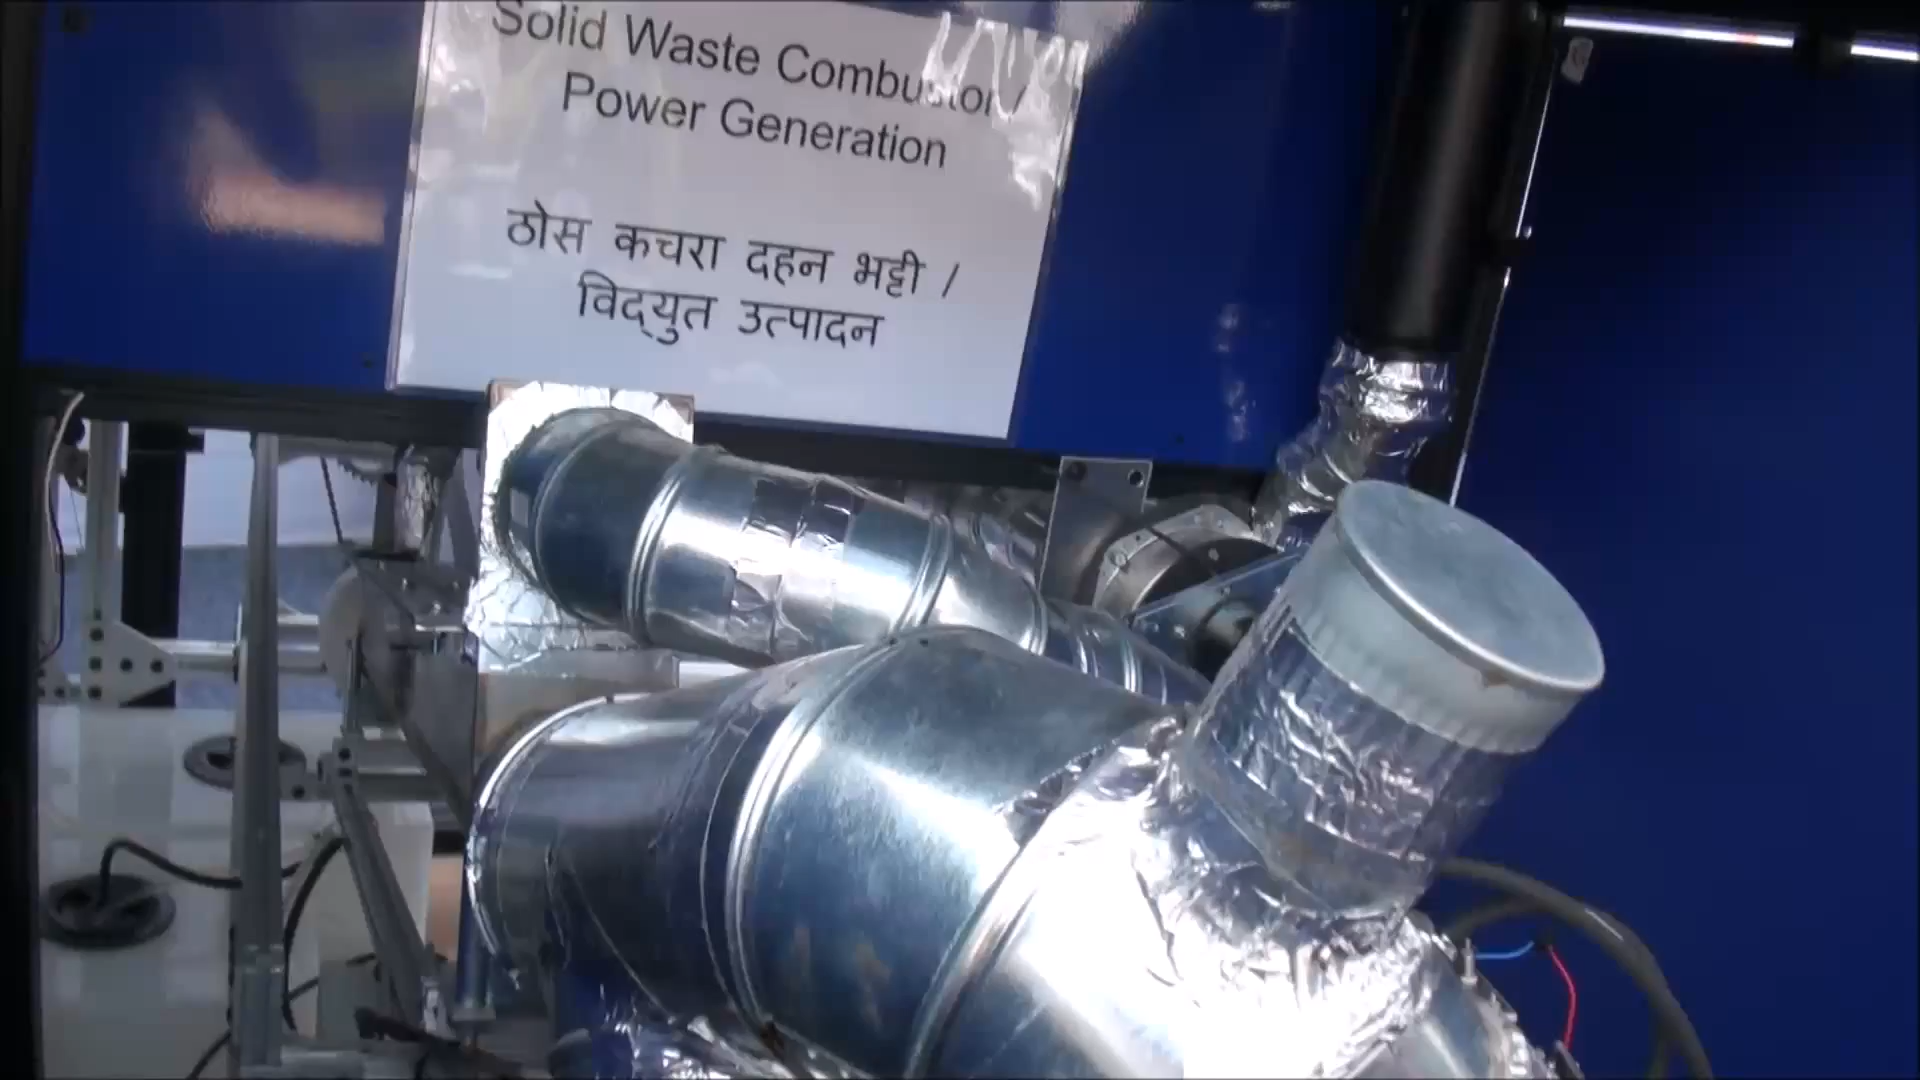 Solid Waste Combustor /
Power Generation
ठोस कचरा दहन भट्टी /
विद्युत उत्पादन